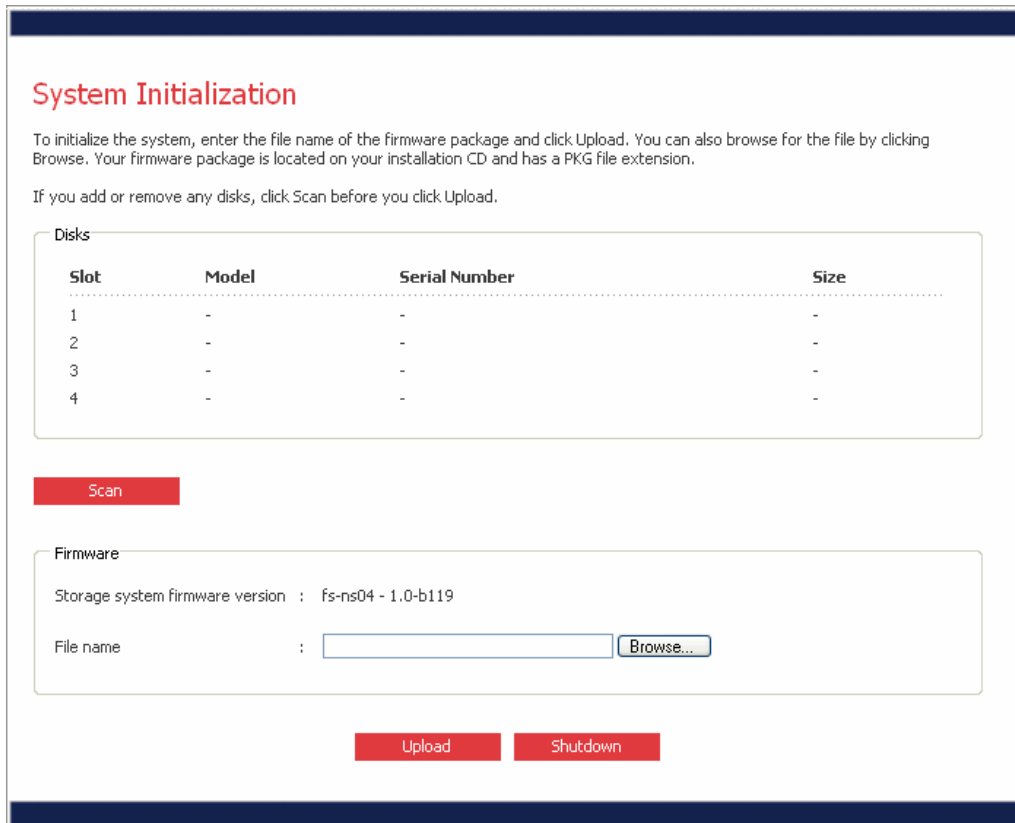 System Initialization
To initialize the system, enter the file name of the firmware package and click Upload. You can also browse for the file by clicking
Browse. Your firmware package is located on your installation CD and has a PKG file extension.
If you add or remove any disks, click Scan before you click Upload.
Disks
Slot Model Serial Number Size
1 - - -
2 - - -
3 - - -
4 - - -
Scan
Firmware
Storage system firmware version : fs-ns04 - 1.0-b119
File name : Browse...
Upload Shutdown